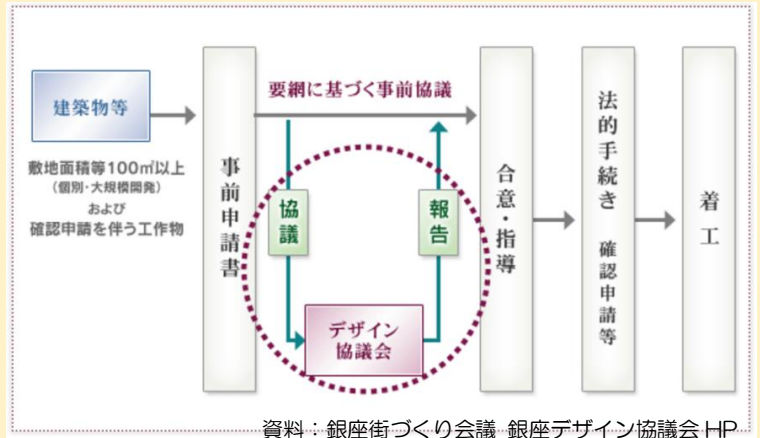 建築物等
敷地面積等100㎡以上
(個別・大規模開発)
および
確認申請を伴う工作物
事前申請書
要綱に基づく事前協議
協議
報告
デザイン
協議会
合意・指導
法的手続き 確認申請等
着工
資料:銀座街づくり会議 銀座デザイン協議会HP